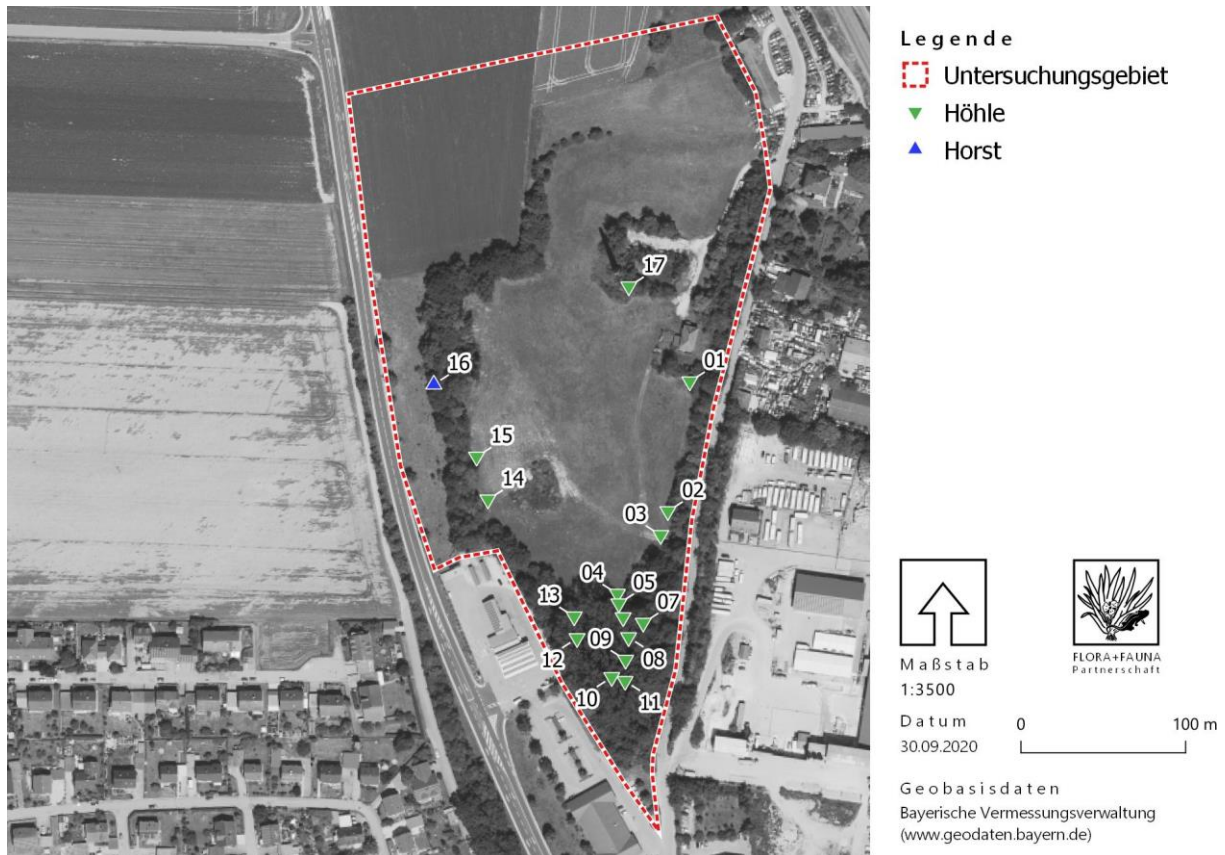 Legende
Untersuchungsgebiet
Höhle
Horst
17
01
16
15
14
02
03
04
05
07
13
09
12
08
10
11
Maßstab
1:3500
FLORA+FAUNA
Partnerschaft
Datum
30.09.2020
0 100 m
Geobasisdaten
Bayerische Vermessungsverwaltung
(www.geodaten.bayern.de)